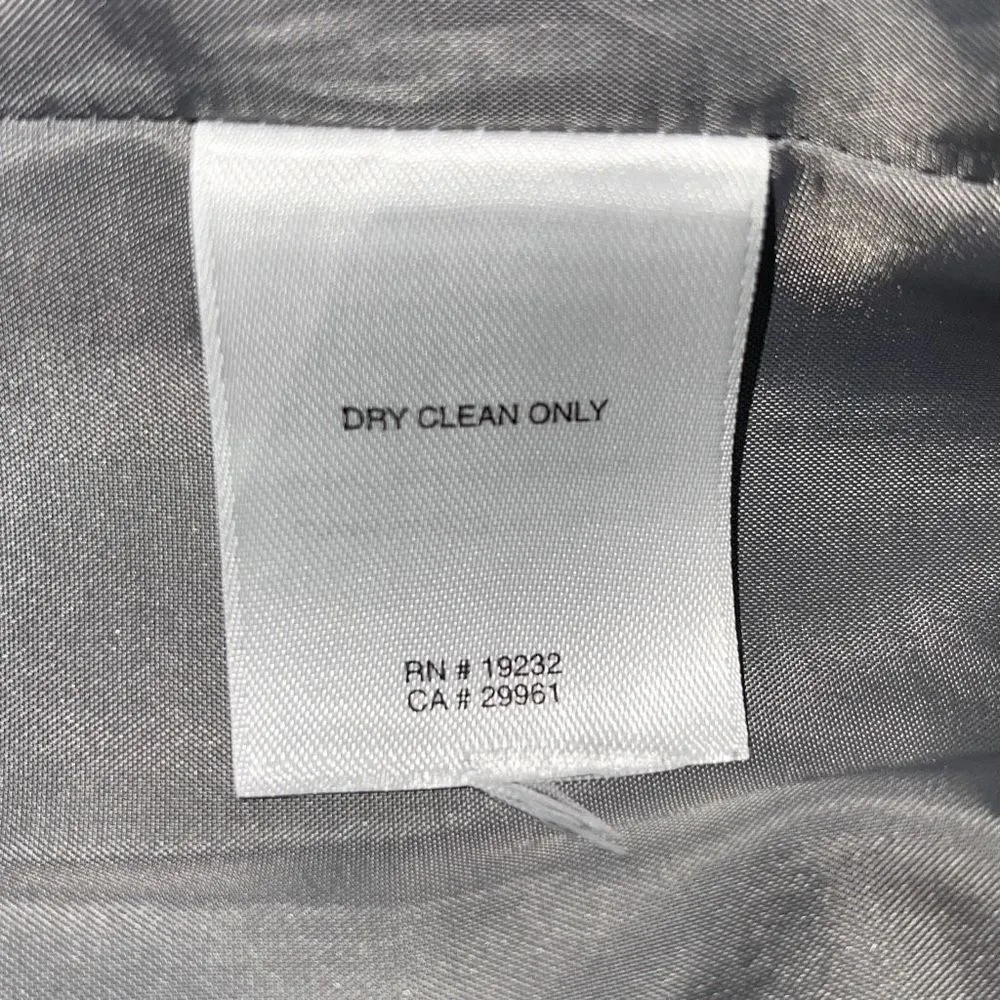 DRY CLEAN ONLY
RN # 19232
CA # 29961